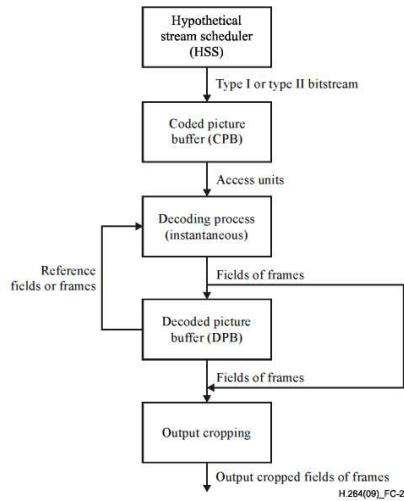 Hypothetical
stream scheduler
(HSS)
Type I or type II bitstream
Coded picture
buffer (CPB)
Access units
Decoding process
(instantaneous)
Reference
fields or frames
Fields of frames
Decoded picture
buffer (DPB)
Fields of frames
Output cropping
Output cropped fields of frames
H.264(09)_FC-2